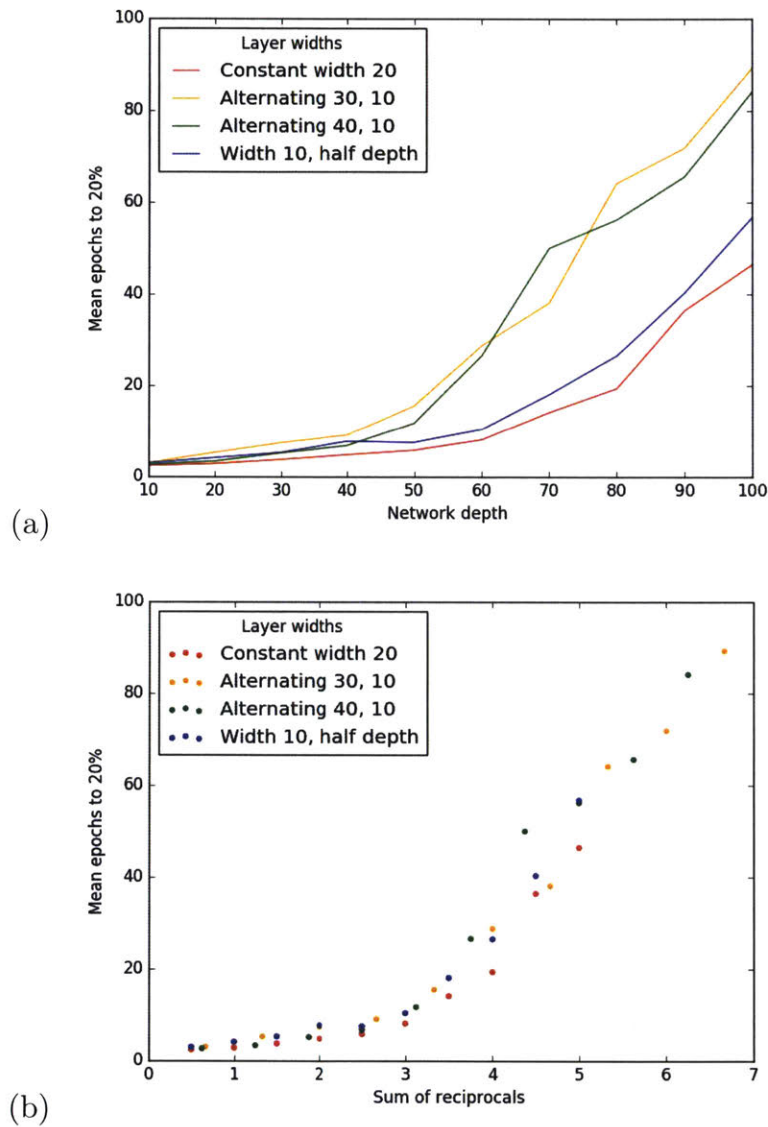 100
80
60
40
20
0
Mean epochs to 20%
Layer widths
Constant width 20
Alternating 30, 10
Alternating 40, 10
Width 10, half depth
10 20 30 40 50 60 70 80 90 100
Network depth
(a)
100
80
60
40
20
0
Mean epochs to 20%
Layer widths
Constant width 20
Alternating 30, 10
Alternating 40, 10
Width 10, half depth
0 1 2 3 4 5 6 7
Sum of reciprocals
(b)